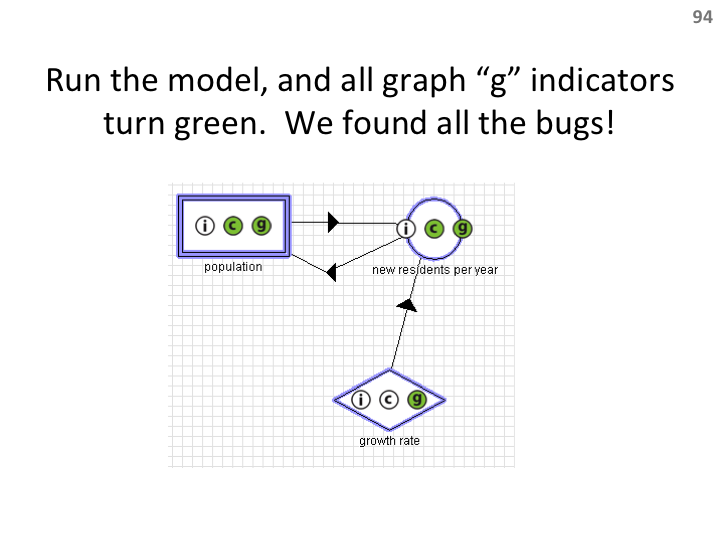 94
Run the model, and all graph “g” indicators
turn green.  We found all the bugs!
i c g
i c g
population
new residents per year
i c g
growth rate